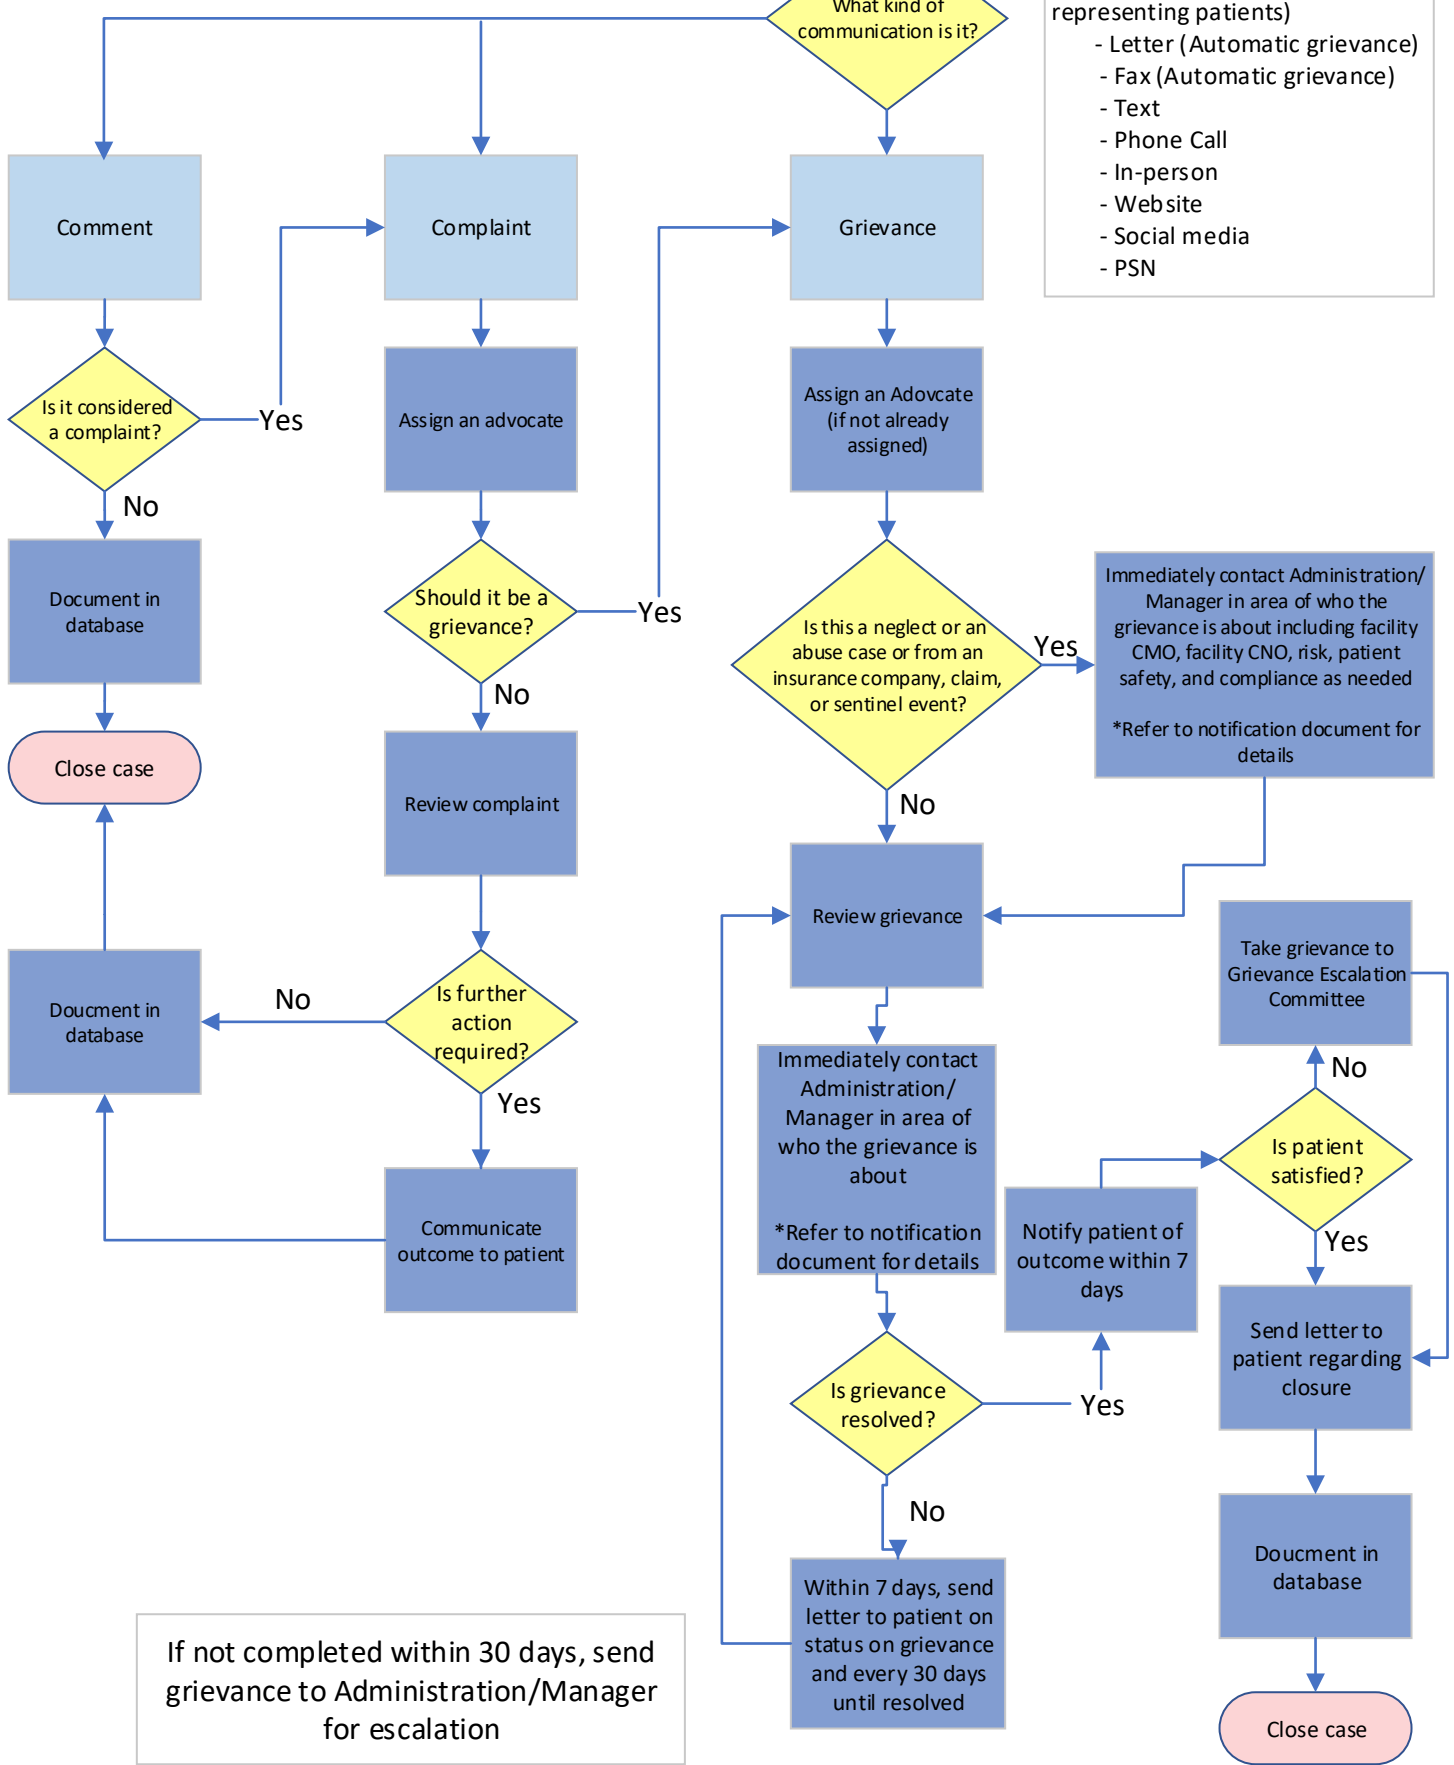 What kind of
communication is it?
representing patients)
- Letter (Automatic grievance)
- Fax (Automatic grievance)
- Text
- Phone Call
- In-person
- Website
- Social media
- PSN
Comment
Complaint
Grievance
Is it considered
a complaint?
Yes
No
Document in
database
Close case
Assign an advocate
Should it be a
grievance?
Yes
No
Review complaint
Is further
action
required?
No
Yes
Doucment in
database
Communicate
outcome to patient
Assign an Adovcate
(if not already
assigned)
Is this a neglect or an
abuse case or from an
insurance company, claim,
or sentinel event?
Yes
No
Immediately contact Administration/
Manager in area of who the
grievance is about including facility
CMO, facility CNO, risk, patient
safety, and compliance as needed
*Refer to notification document for
details
Review grievance
Immediately contact
Administration/
Manager in area of
who the grievance is
about
*Refer to notification
document for details
Is grievance
resolved?
Yes
No
Within 7 days, send
letter to patient on
status on grievance
and every 30 days
until resolved
Notify patient of
outcome within 7
days
Is patient
satisfied?
No
Yes
Take grievance to
Grievance Escalation
Committee
Send letter to
patient regarding
closure
Doucment in
database
Close case
If not completed within 30 days, send
grievance to Administration/Manager
for escalation